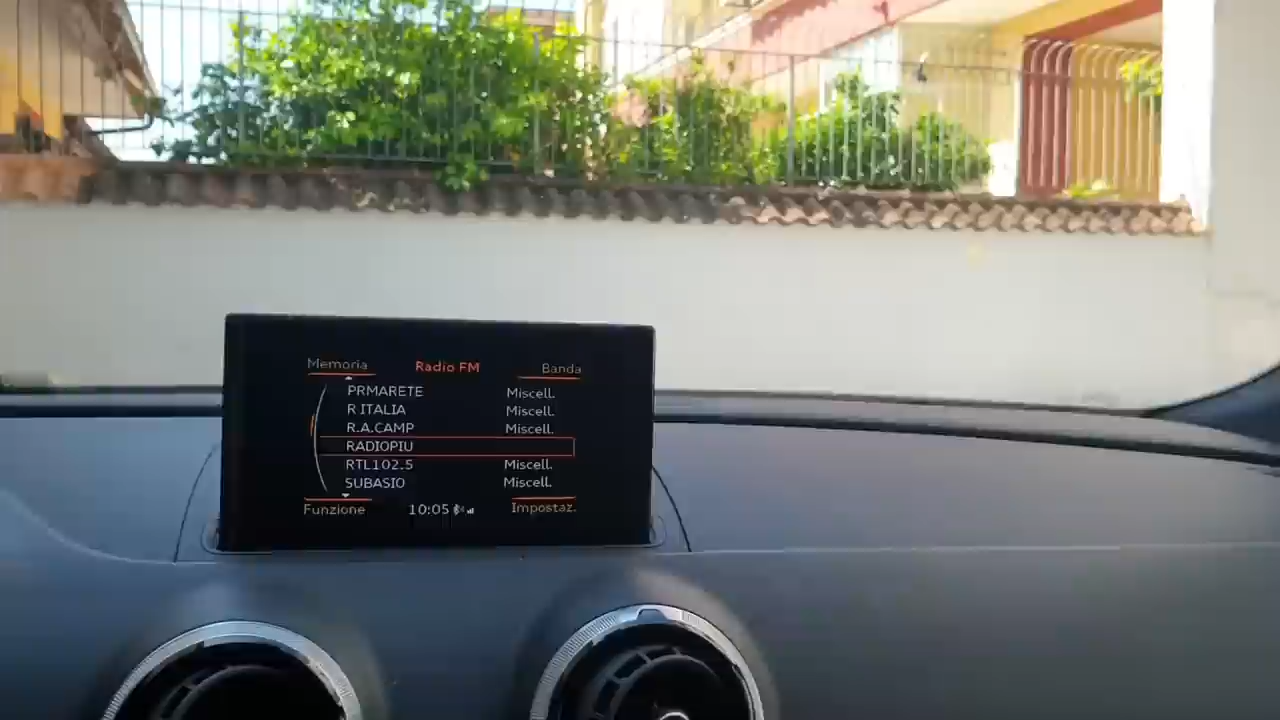 Memoria Radio FM Banda
PRMARETE Miscell.
R ITALIA Miscell.
R.A.CAMP Miscell.
RADIOPIU
RTL102.5 Miscell.
SUBASIO Miscell.
Funzione 10:05 Impostaz.